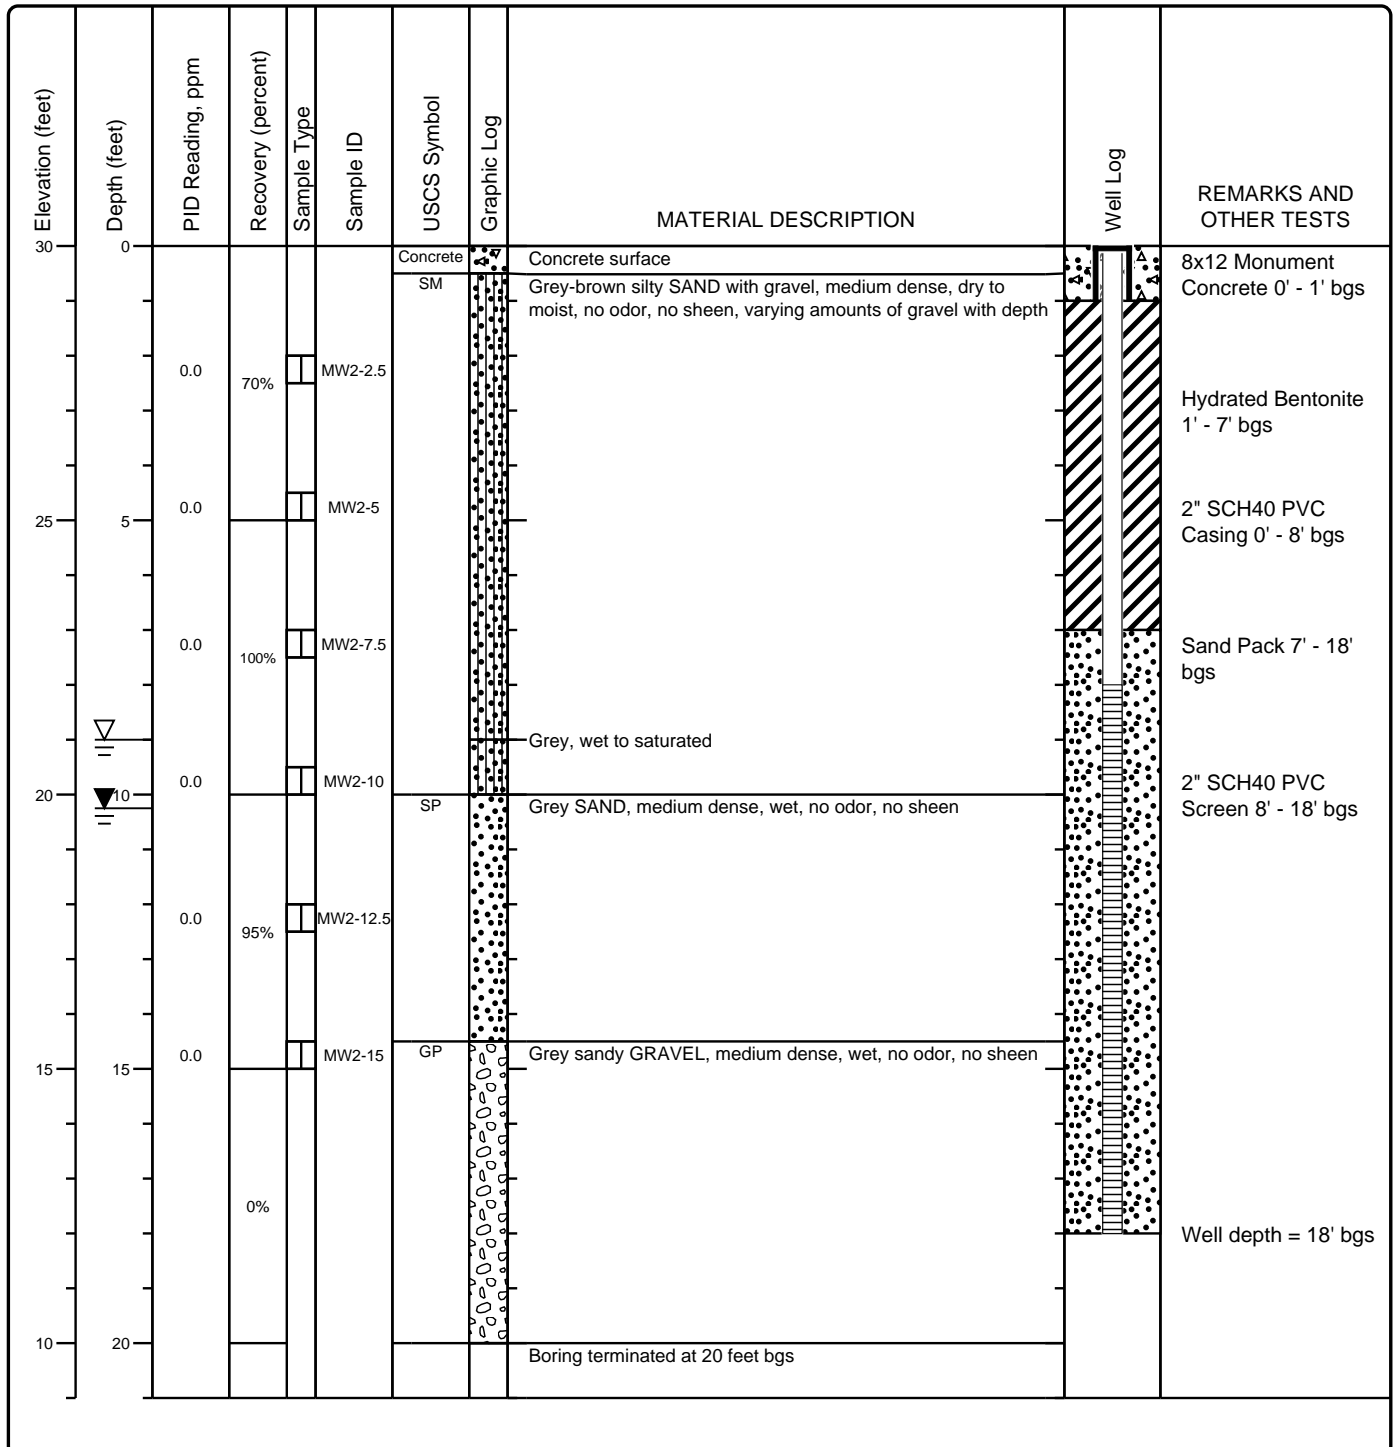 Elevation (feet)
Depth (feet)
PID Reading, ppm
Recovery (percent)
Sample Type
Sample ID
USCS Symbol
Graphic Log
MATERIAL DESCRIPTION
Well Log
REMARKS AND
OTHER TESTS
30
0
Concrete
Concrete surface
8x12 Monument
Concrete 0' - 1' bgs
SM
Grey-brown silty SAND with gravel, medium dense, dry to
moist, no odor, no sheen, varying amounts of gravel with depth
0.0
70%
MW2-2.5
Hydrated Bentonite
1' - 7' bgs
0.0
MW2-5
25
5
2" SCH40 PVC
Casing 0' - 8' bgs
0.0
100%
MW2-7.5
Sand Pack 7' - 18'
bgs
Grey, wet to saturated
0.0
MW2-10
20
10
SP
Grey SAND, medium dense, wet, no odor, no sheen
2" SCH40 PVC
Screen 8' - 18' bgs
0.0
95%
MW2-12.5
0.0
MW2-15
GP
Grey sandy GRAVEL, medium dense, wet, no odor, no sheen
15
15
0%
Well depth = 18' bgs
10
20
Boring terminated at 20 feet bgs